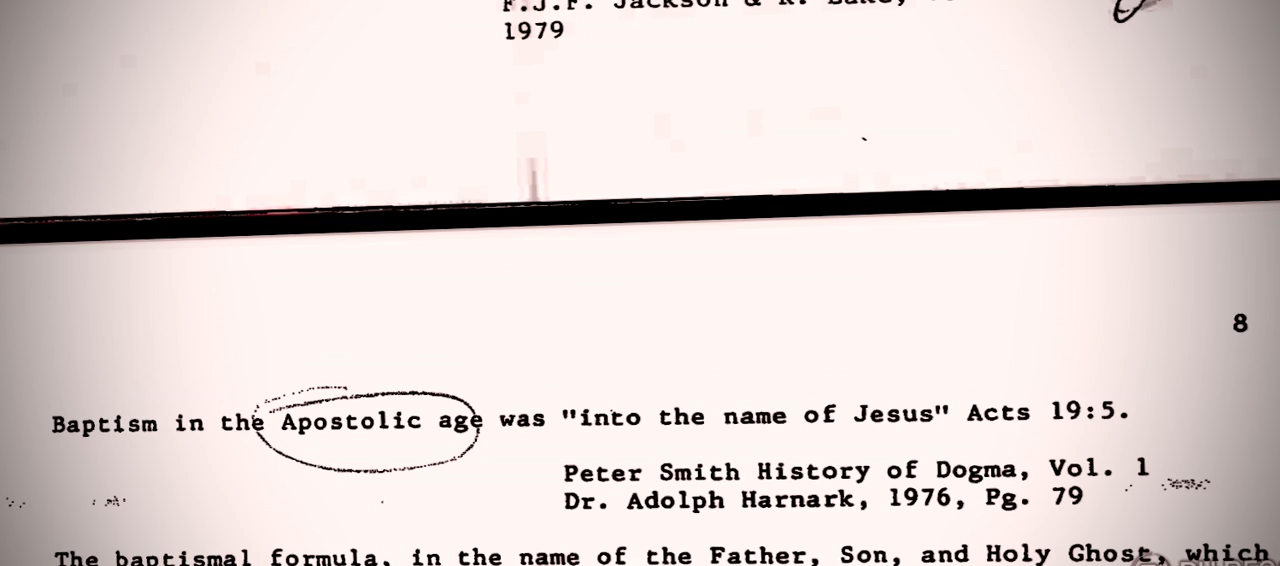 F.J.F. Jackson & K. Lake,
1979
8
Baptism in the Apostolic age was "into the name of Jesus" Acts 19:5.
Peter Smith History of Dogma, Vol. 1
Dr. Adolph Harnark, 1976, Pg. 79
The baptismal formula, in the name of the Father, Son, and Holy Ghost, which